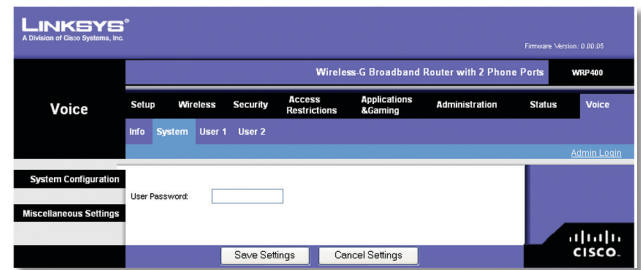 LINKSYS®
A Division of Cisco Systems, Inc.
Firmware Version: 0.00.05
Wireless-G Broadband Router with 2 Phone Ports WRP400
Voice
Setup Wireless Security Access Restrictions Applications &Gaming Administration Status Voice
Info System User 1 User 2
Admin Login
System Configuration
User Password:
Miscellaneous Settings
Save Settings Cancel Settings
CISCO.